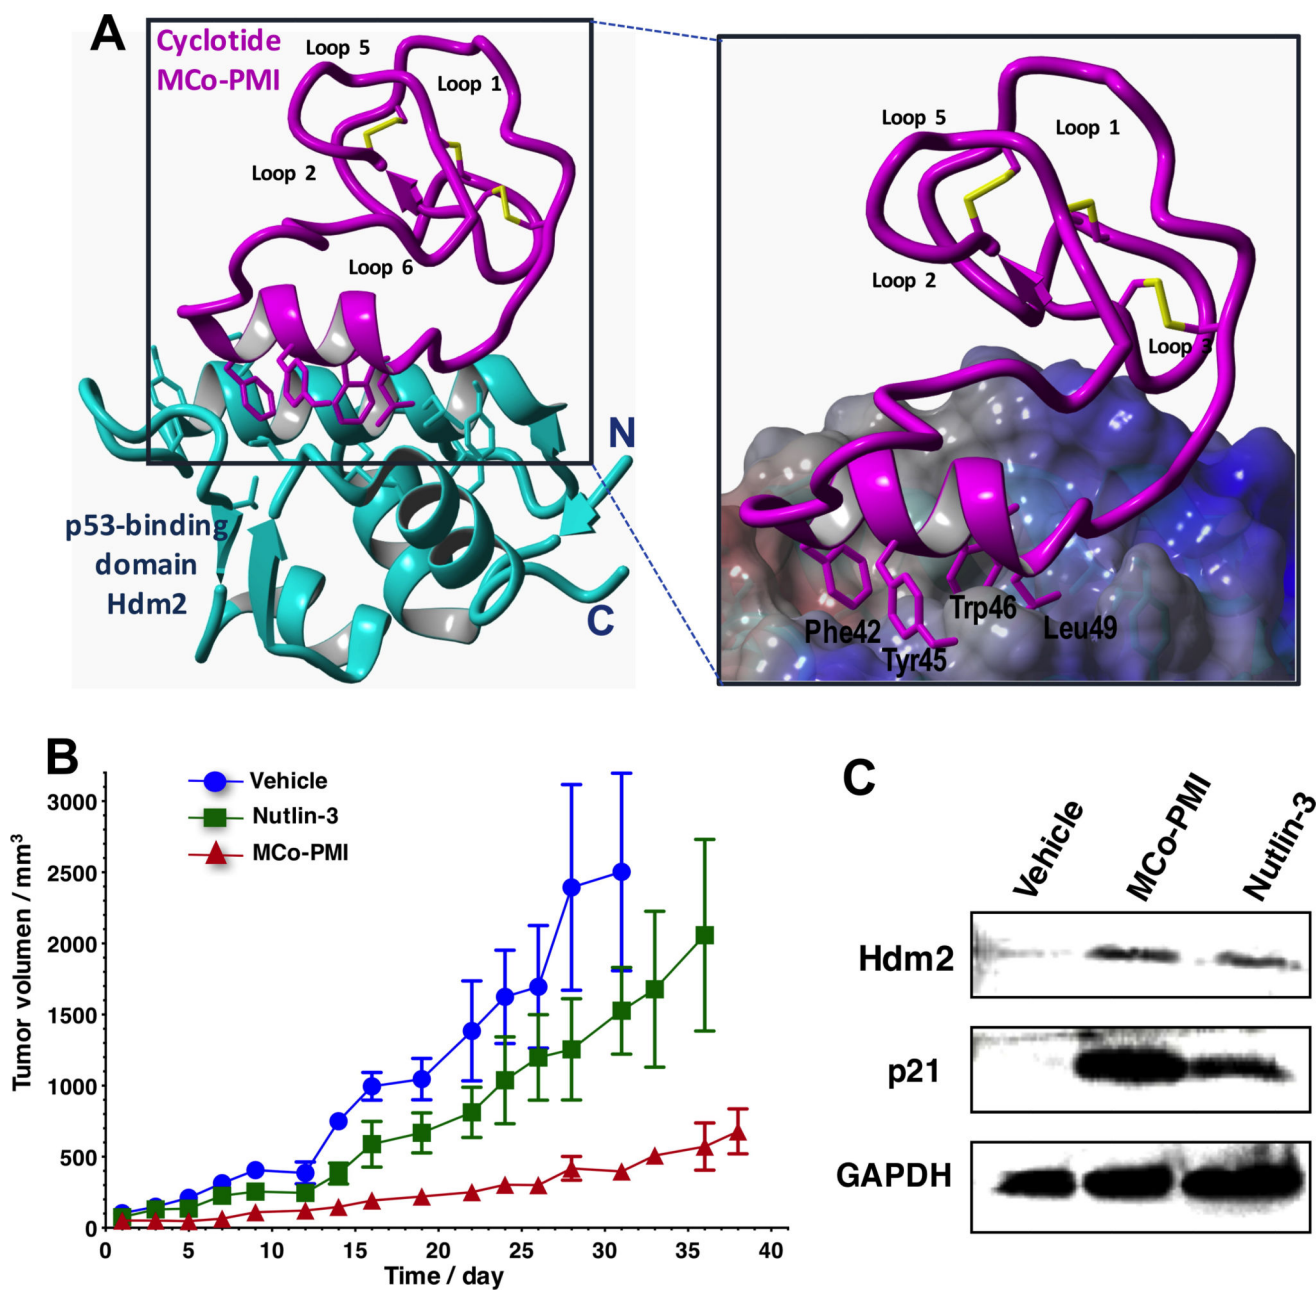 A
Cyclotide
MCo-PMI
Loop 5
Loop 1
Loop 2
Loop 6
N
p53-binding
domain
Hdm2
C
Loop 5
Loop 1
Loop 2
Loop 3
Phe42
Trp46
Leu49
Tyr45
B
Vehicle
Nutlin-3
MCo-PMI
Tumor volumen / mm³
3000
2500
2000
1500
1000
500
0
0 5 10 15 20 25 30 35 40
Time / day
C
Vehicle
MCo-PMI
Nutlin-3
Hdm2
p21
GAPDH